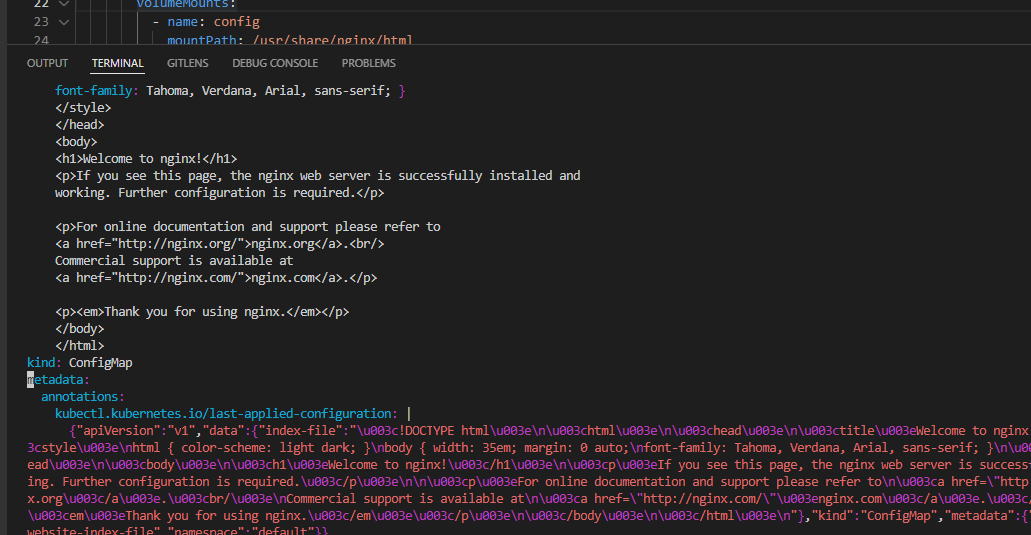 22 volumeMounts:
23 - name: config
24 mountPath: /usr/share/nginx/html
OUTPUT TERMINAL GITLENS DEBUG CONSOLE PROBLEMS
font-family: Tahoma, Verdana, Arial, sans-serif; }
</style>
</head>
<body>
<h1>Welcome to nginx!</h1>
<p>If you see this page, the nginx web server is successfully installed and
working. Further configuration is required.</p>
<p>For online documentation and support please refer to
<a href="http://nginx.org/">nginx.org</a>.<br/>
Commercial support is available at
<a href="http://nginx.com/">nginx.com</a>.</p>
<p><em>Thank you for using nginx.</em></p>
</body>
</html>
kind: ConfigMap
metadata:
annotations:
kubectl.kubernetes.io/last-applied-configuration: |
{"apiVersion":"v1","data":{"index-file":"\u003c!DOCTYPE html\u003e\n\u003chtml\u003e\n\u003chead\u003e\n\u003ctitle\u003eWelcome to nginx
3cstyle\u003e\nhtml { color-scheme: light dark; }\nbody { width: 35em; margin: 0 auto;\nfont-family: Tahoma, Verdana, Arial, sans-serif; }\n\u0
ead\u003e\n\u003cbody\u003e\n\u003ch1\u003eWelcome to nginx!\u003c/h1\u003e\n\u003cp\u003eIf you see this page, the nginx web server is success
ing. Further configuration is required.\u003c/p\u003e\n\n\u003cp\u003eFor online documentation and support please refer to\n\u003ca href=\"http
x.org\u003c/a\u003e.\u003cbr/\u003e\nCommercial support is available at\n\u003ca href=\"http://nginx.com/\"\u003enginx.com\u003c/a\u003e.\u003c/
\u003cem\u003eThank you for using nginx.\u003c/em\u003e\u003c/p\u003e\n\u003c/body\u003e\n\u003c/html\u003e\n"},"kind":"ConfigMap","metadata":{"
website-index-file","namespace":"default"}}